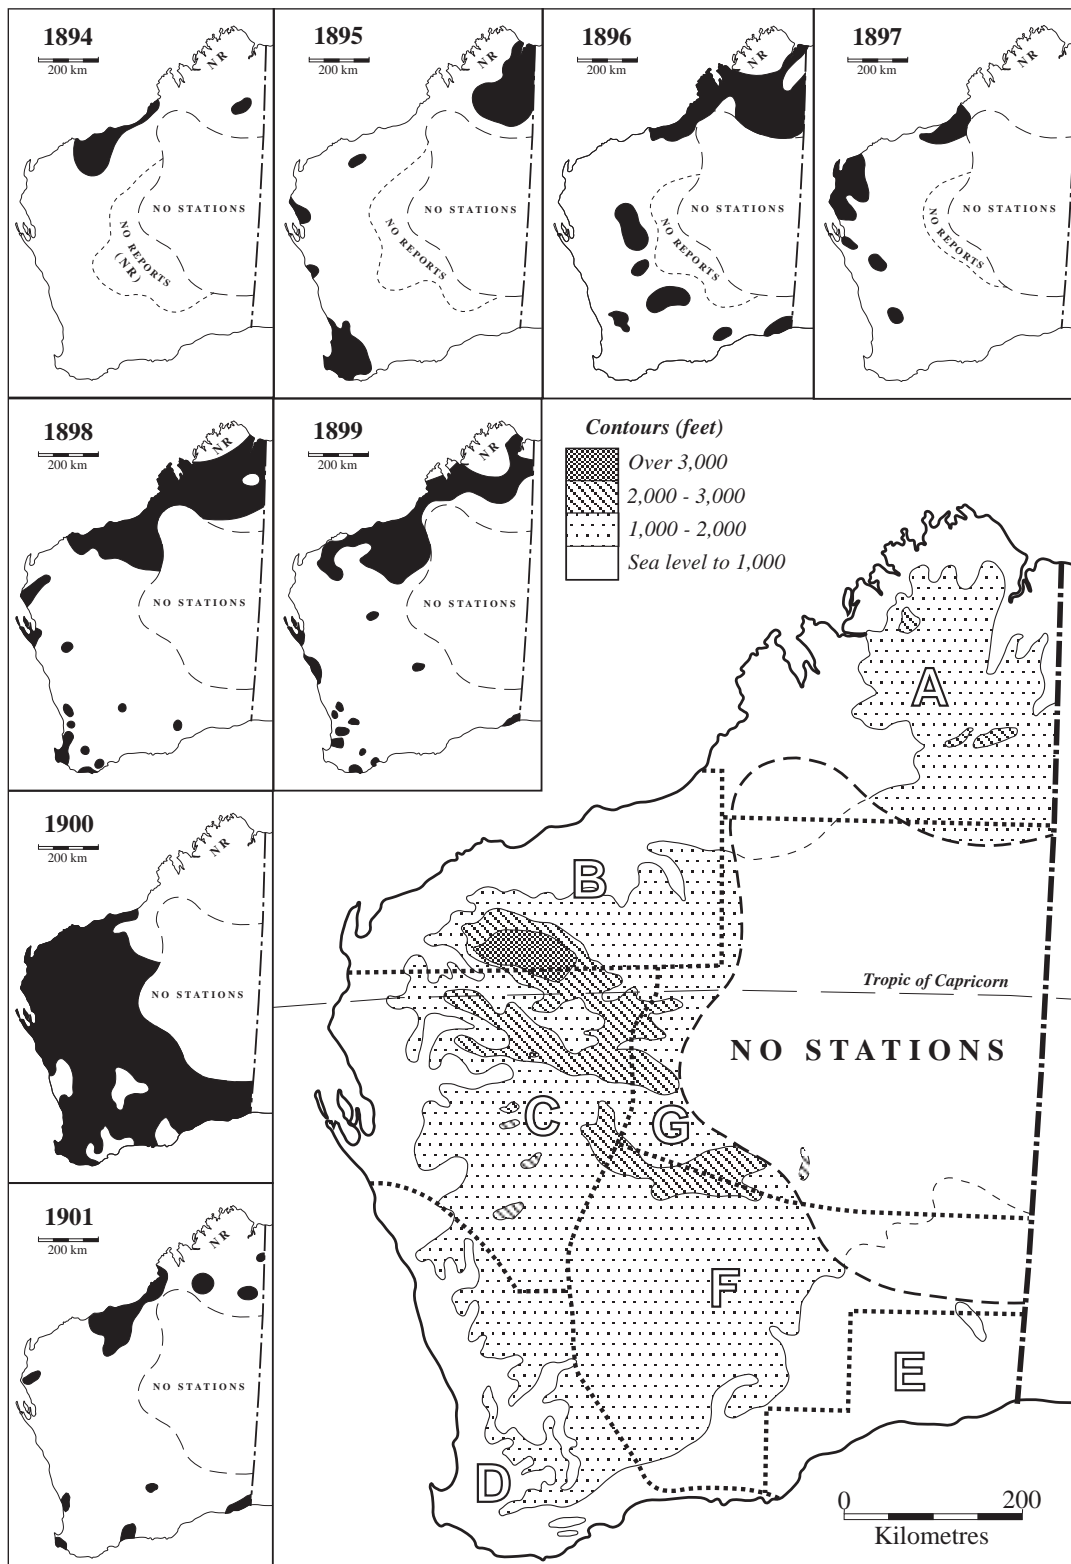 1894
200 km
NR
NO STATIONS
NO REPORTS
(NR)
1895
200 km
NR
NO STATIONS
NO REPORTS
1896
200 km
NR
NO STATIONS
NO REPORTS
1897
200 km
NO STATIONS
NO REPORTS
1898
200 km
NR
NO STATIONS
1899
200 km
NR
NO STATIONS
Contours (feet)
Over 3,000
2,000 - 3,000
1,000 - 2,000
Sea level to 1,000
1900
200 km
NR
NO STATIONS
1901
200 km
NR
NO STATIONS
A
B
Tropic of Capricorn
NO STATIONS
C
G
F
E
D
0 200
Kilometres